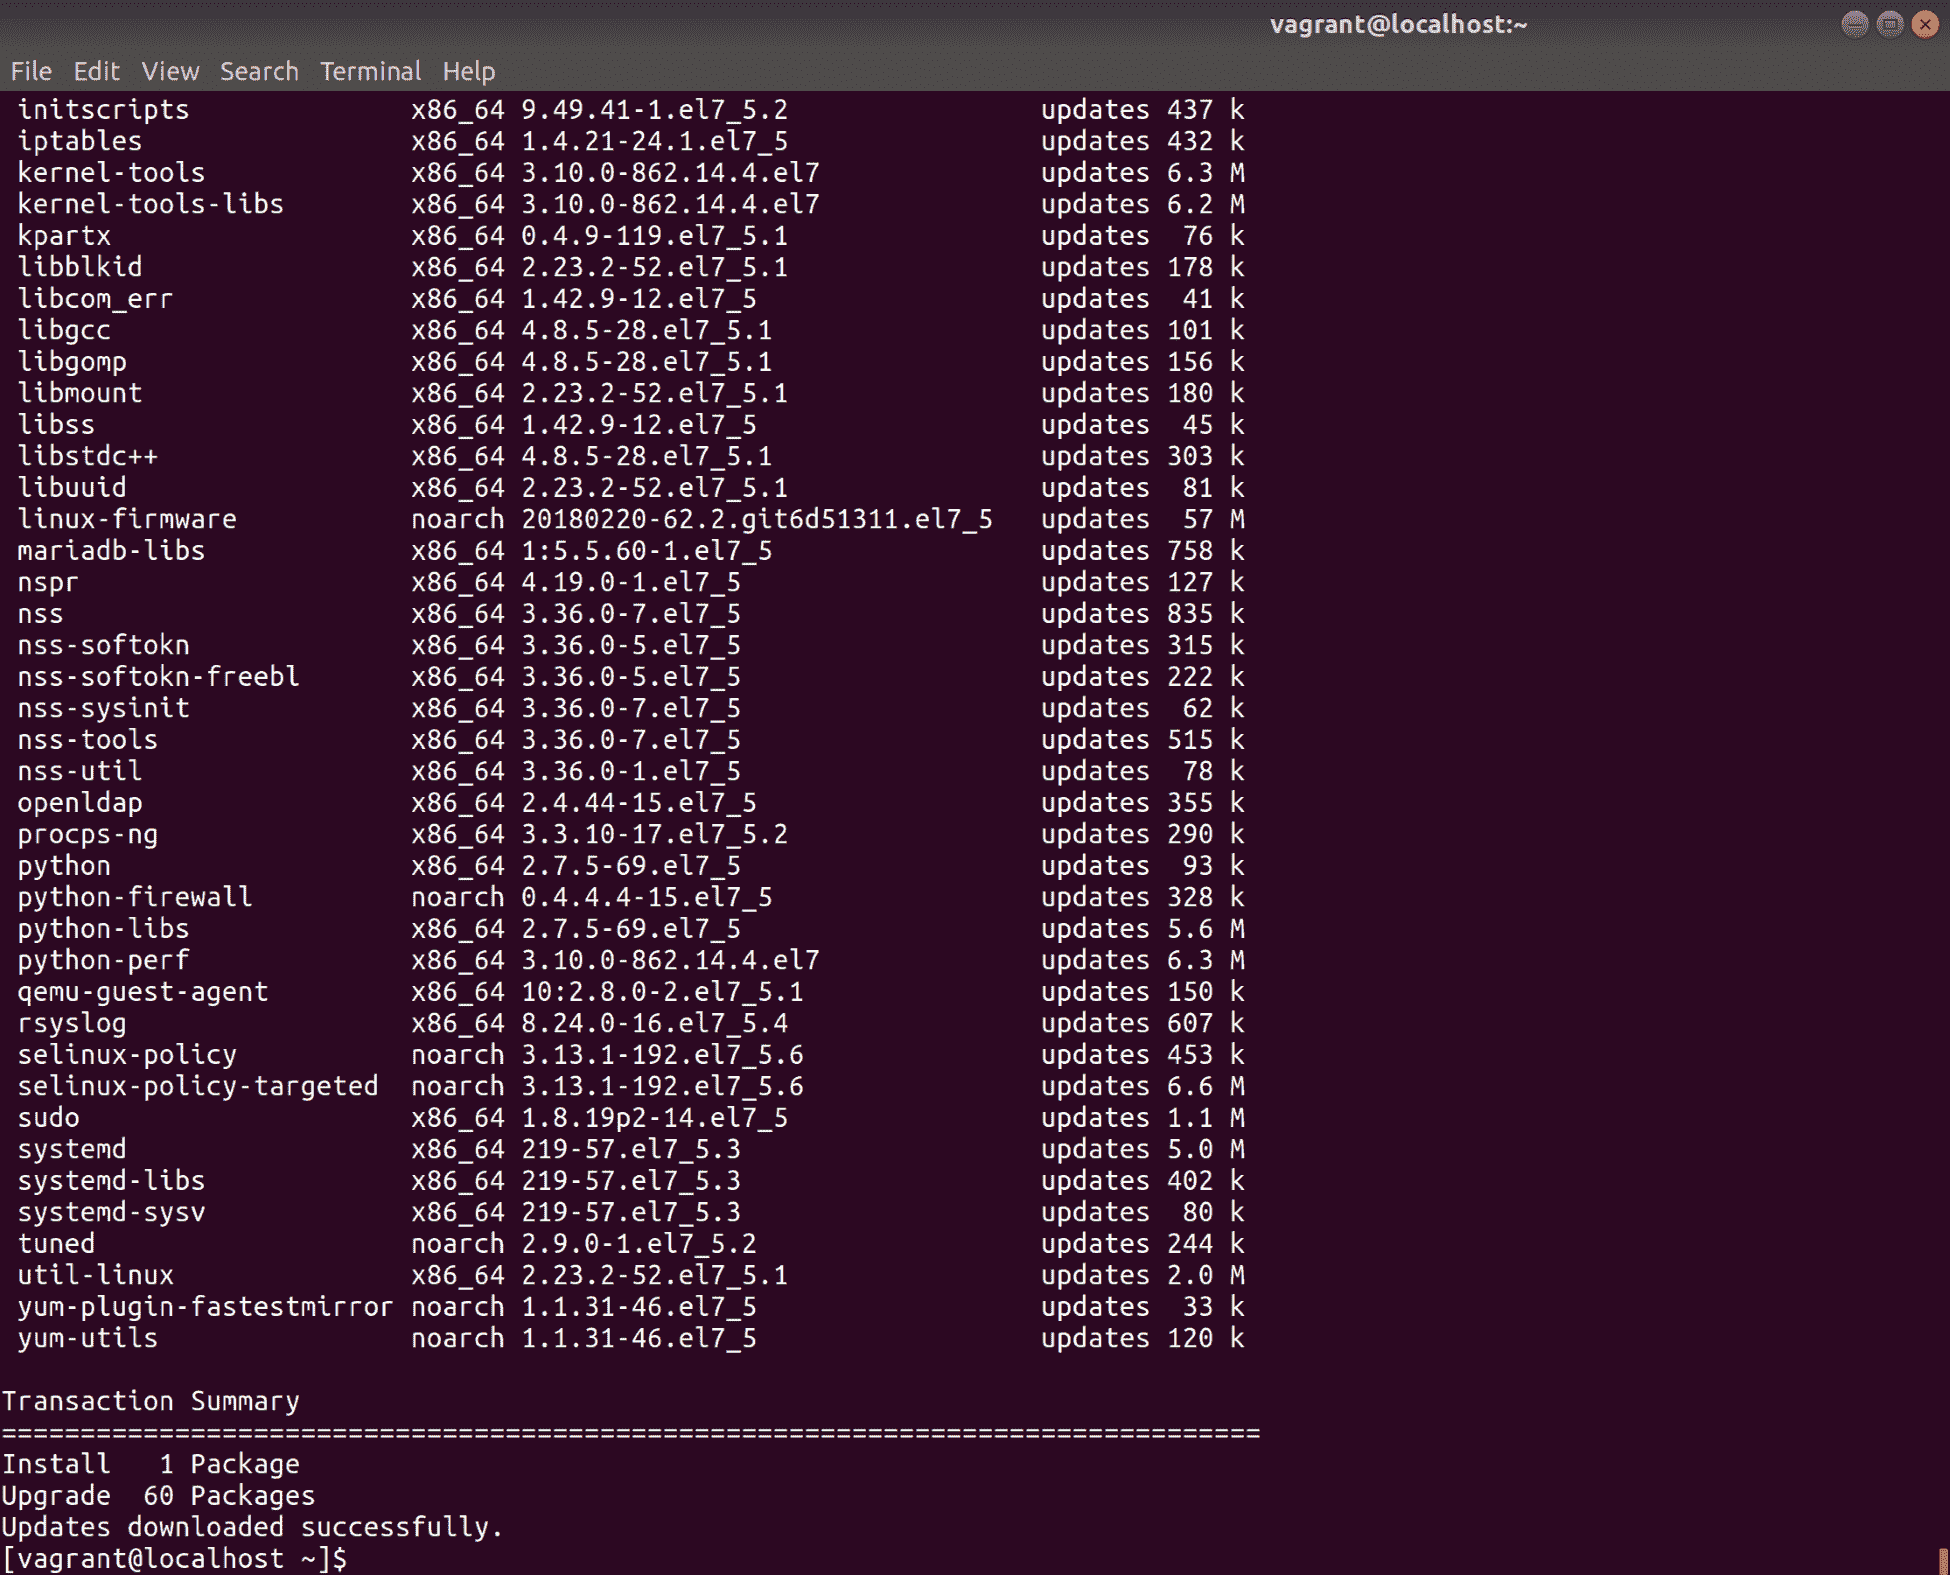 vagrant@localhost:~
File Edit View Search Terminal Help
initscripts x86_64 9.49.41-1.el7_5.2 updates 437 k
iptables x86_64 1.4.21-24.1.el7_5 updates 432 k
kernel-tools x86_64 3.10.0-862.14.4.el7 updates 6.3 M
kernel-tools-libs x86_64 3.10.0-862.14.4.el7 updates 6.2 M
kpartx x86_64 0.4.9-119.el7_5.1 updates 76 k
libblkid x86_64 2.23.2-52.el7_5.1 updates 178 k
libcom_err x86_64 1.42.9-12.el7_5 updates 41 k
libgcc x86_64 4.8.5-28.el7_5.1 updates 101 k
libgomp x86_64 4.8.5-28.el7_5.1 updates 156 k
libmount x86_64 2.23.2-52.el7_5.1 updates 180 k
libss x86_64 1.42.9-12.el7_5 updates 45 k
libstdc++ x86_64 4.8.5-28.el7_5.1 updates 303 k
libuuid x86_64 2.23.2-52.el7_5.1 updates 81 k
linux-firmware noarch 20180220-62.2.git6d51311.el7_5 updates 57 M
mariadb-libs x86_64 1:5.5.60-1.el7_5 updates 758 k
nspr x86_64 4.19.0-1.el7_5 updates 127 k
nss x86_64 3.36.0-7.el7_5 updates 835 k
nss-softokn x86_64 3.36.0-5.el7_5 updates 315 k
nss-softokn-freebl x86_64 3.36.0-5.el7_5 updates 222 k
nss-sysinit x86_64 3.36.0-7.el7_5 updates 62 k
nss-tools x86_64 3.36.0-7.el7_5 updates 515 k
nss-util x86_64 3.36.0-1.el7_5 updates 78 k
openldap x86_64 2.4.44-15.el7_5 updates 355 k
procps-ng x86_64 3.3.10-17.el7_5.2 updates 290 k
python x86_64 2.7.5-69.el7_5 updates 93 k
python-firewall noarch 0.4.4.4-15.el7_5 updates 328 k
python-libs x86_64 2.7.5-69.el7_5 updates 5.6 M
python-perf x86_64 3.10.0-862.14.4.el7 updates 6.3 M
qemu-guest-agent x86_64 10:2.8.0-2.el7_5.1 updates 150 k
rsyslog x86_64 8.24.0-16.el7_5.4 updates 607 k
selinux-policy noarch 3.13.1-192.el7_5.6 updates 453 k
selinux-policy-targeted noarch 3.13.1-192.el7_5.6 updates 6.6 M
sudo x86_64 1.8.19p2-14.el7_5 updates 1.1 M
systemd x86_64 219-57.el7_5.3 updates 5.0 M
systemd-libs x86_64 219-57.el7_5.3 updates 402 k
systemd-sysv x86_64 219-57.el7_5.3 updates 80 k
tuned noarch 2.9.0-1.el7_5.2 updates 244 k
util-linux x86_64 2.23.2-52.el7_5.1 updates 2.0 M
yum-plugin-fastestmirror noarch 1.1.31-46.el7_5 updates 33 k
yum-utils noarch 1.1.31-46.el7_5 updates 120 k
Transaction Summary
================================================================================
Install 1 Package
Upgrade 60 Packages
Updates downloaded successfully.
[vagrant@localhost ~]$